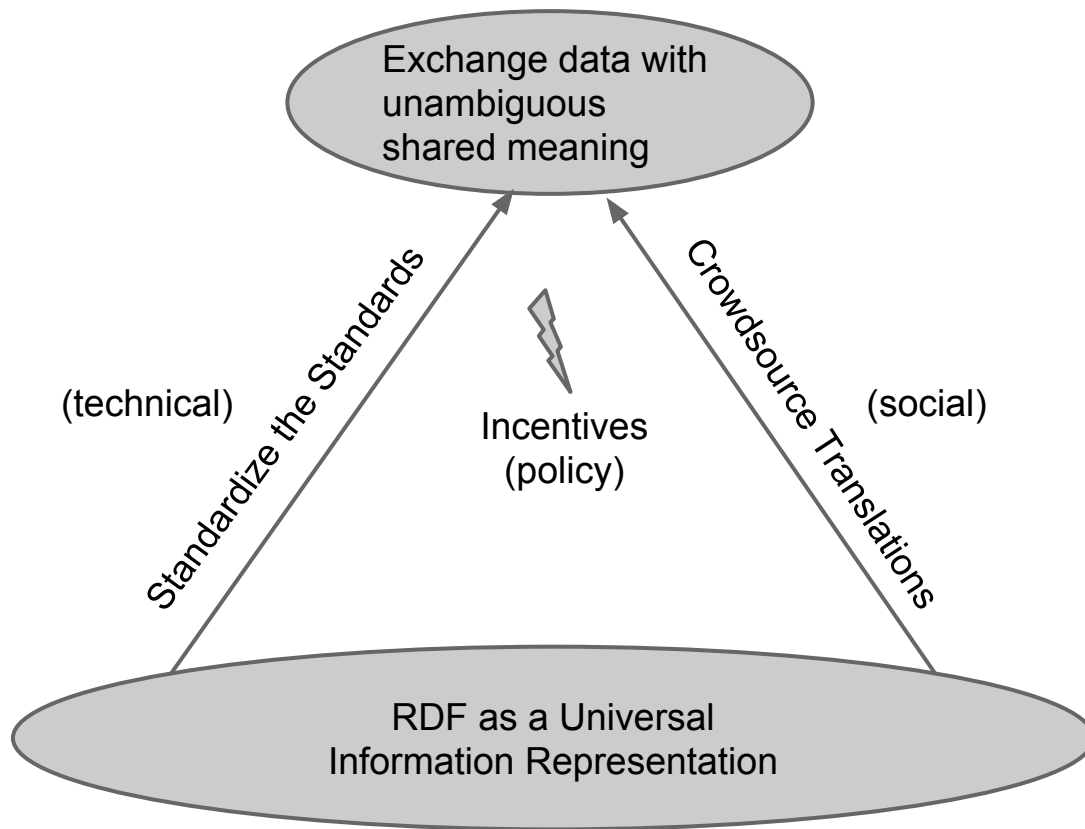 Exchange data with
unambiguous
shared meaning
Standardize the Standards
Crowdsource Translations
(technical)
(social)
Incentives
(policy)
RDF as a Universal
Information Representation